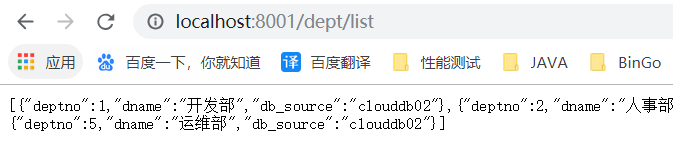 localhost:8001/dept/list
应用 百度一下，你就知道 译 百度翻译 性能测试 JAVA BinGo
[{"deptno":1,"dname":"开发部","db_source":"clouddb02"},{"deptno":2,"dname":"人事部
{"deptno":5,"dname":"运维部","db_source":"clouddb02"}]